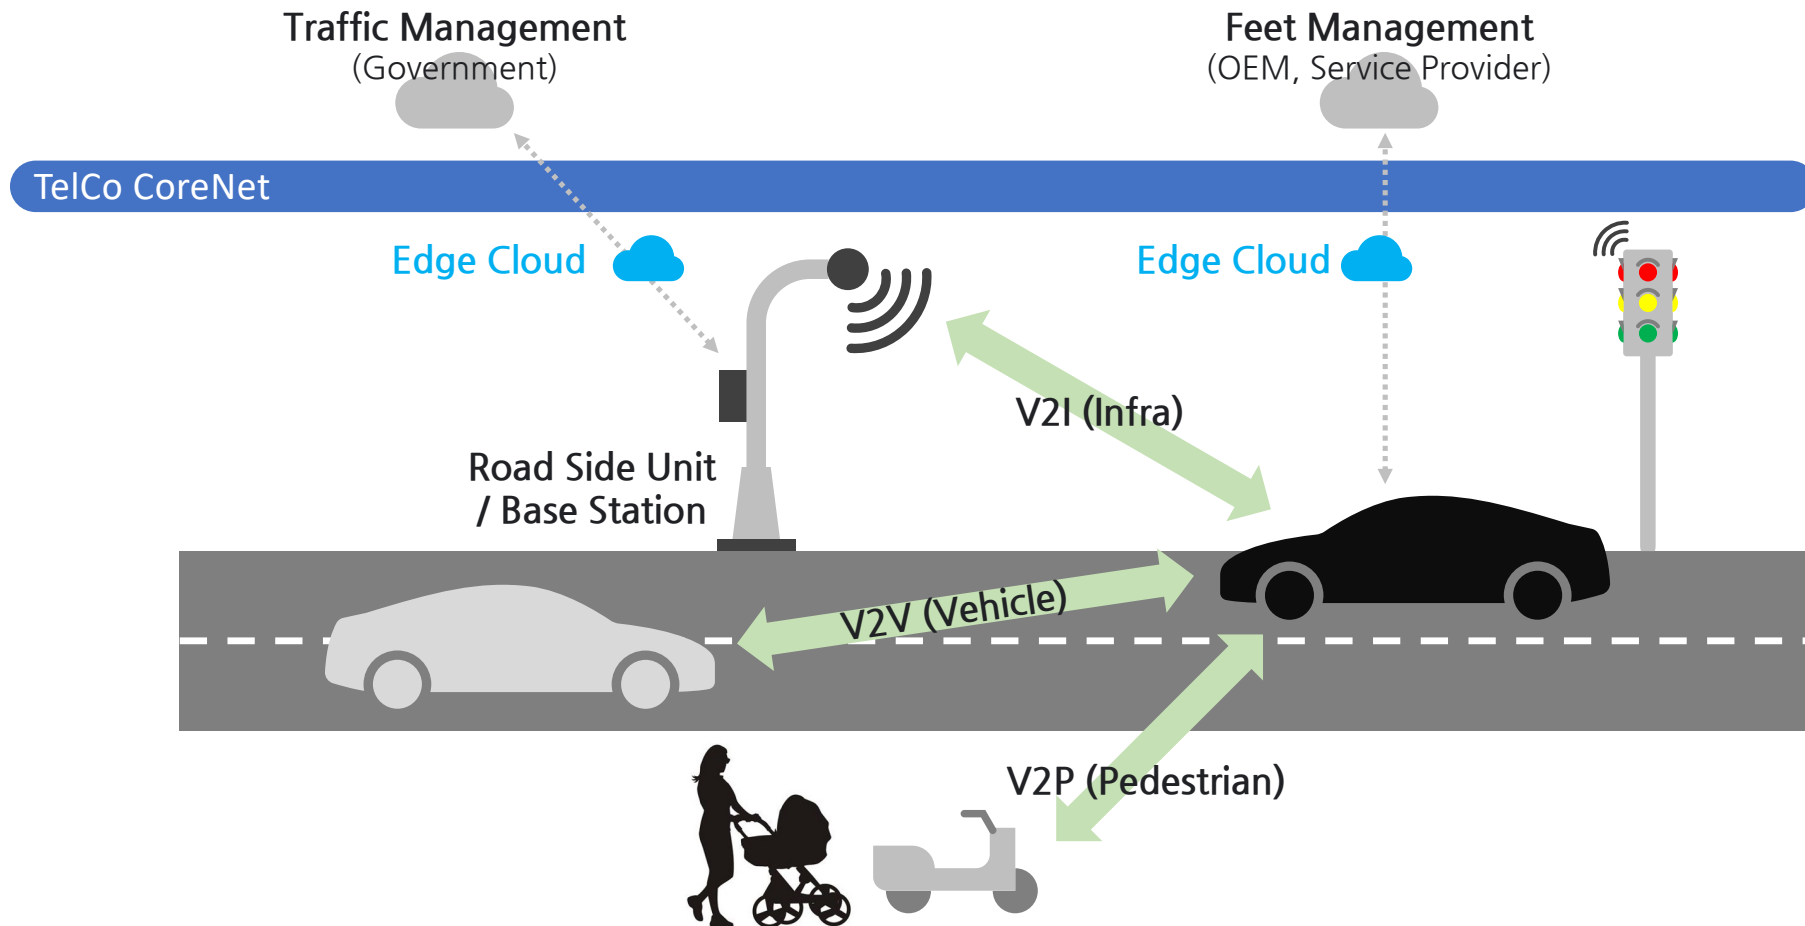 Traffic Management
(Government)
Feet Management
(OEM, Service Provider)
TelCo CoreNet
Edge Cloud
Edge Cloud
V2I (Infra)
Road Side Unit
/ Base Station
V2V (Vehicle)
V2P (Pedestrian)